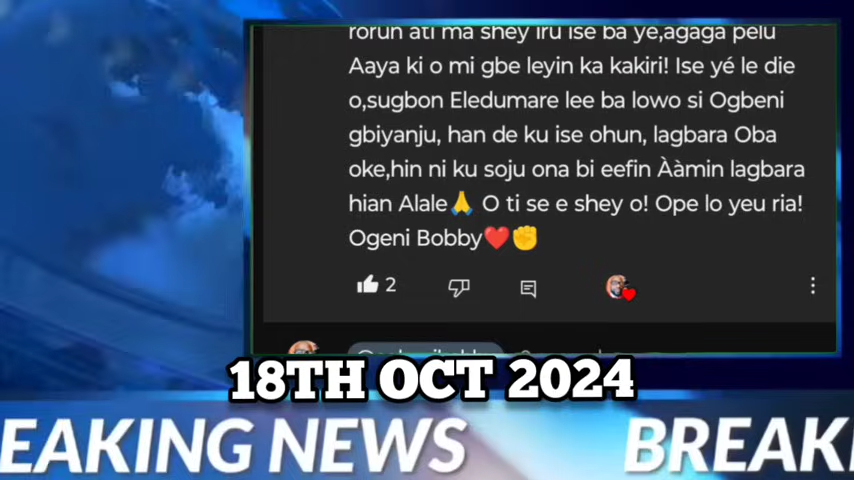 rorun ati ma shey iru ise ba ye,agaga pelu
Aaya ki o mi gbe leyin ka kakiri! Ise yé le die
o,sugbon Eledumare lee ba lowo si Ogbeni
gbiyanju, han de ku ise ohun, lagbara Oba
oke,hin ni ku soju ona bi eefin Ààmin lagbara
hian Alale🙏 O ti se e shey o! Ope lo yeu ria!
Ogeni Bobby❤️✊
2
18TH OCT 2024
EAKING NEWS BREAK